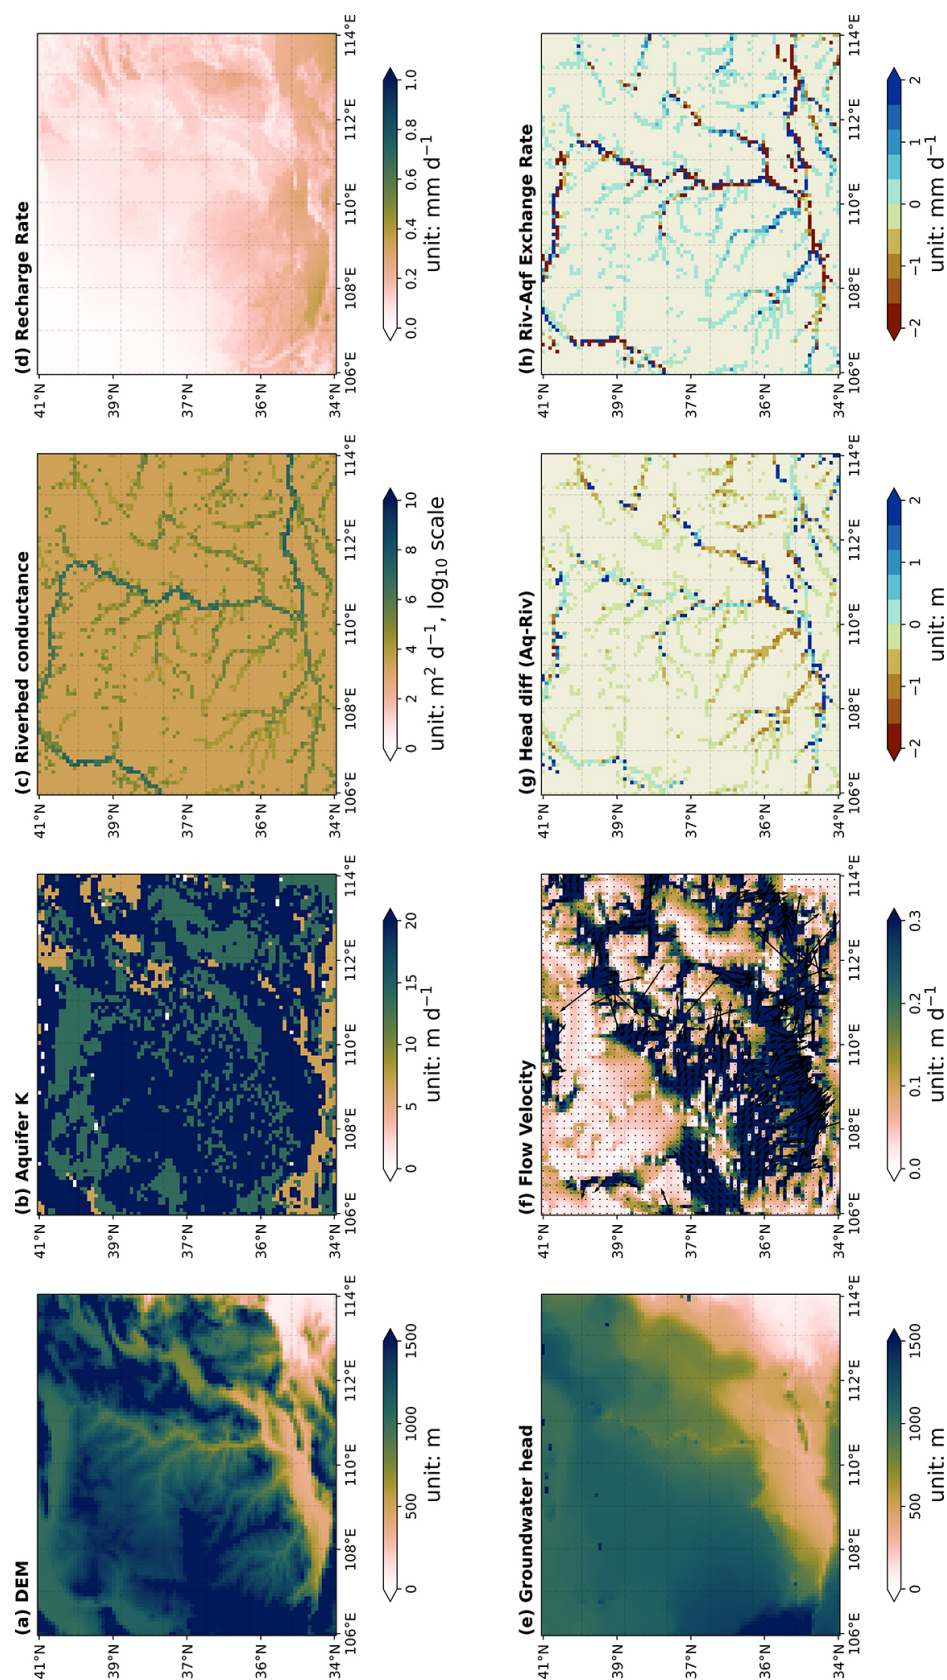 (a) DEM
41°N
39°N
37°N
36°N
34°N
106°E
108°E
110°E
112°E
114°E
0
500
1000
1500
unit: m
(b) Aquifer K
41°N
39°N
37°N
36°N
34°N
106°E
108°E
110°E
112°E
114°E
0
5
10
15
20
unit: m d⁻¹
(c) Riverbed conductance
41°N
39°N
37°N
36°N
34°N
106°E
108°E
110°E
112°E
114°E
0
2
4
6
8
10
unit: m² d⁻¹, log₁₀ scale
(d) Recharge Rate
41°N
39°N
37°N
36°N
34°N
106°E
108°E
110°E
112°E
114°E
0.0
0.2
0.4
0.6
0.8
1.0
unit: mm d⁻¹
(e) Groundwater head
41°N
39°N
37°N
36°N
34°N
106°E
108°E
110°E
112°E
114°E
0
500
1000
1500
unit: m
(f) Flow Velocity
41°N
39°N
37°N
36°N
34°N
106°E
108°E
110°E
112°E
114°E
0.0
0.1
0.2
0.3
unit: m d⁻¹
(g) Head diff (Aq-Riv)
41°N
39°N
37°N
36°N
34°N
106°E
108°E
110°E
112°E
114°E
−2
−1
0
1
2
unit: m
(h) Riv-Aqf Exchange Rate
41°N
39°N
37°N
36°N
34°N
106°E
108°E
110°E
112°E
114°E
−2
−1
0
1
2
unit: mm d⁻¹